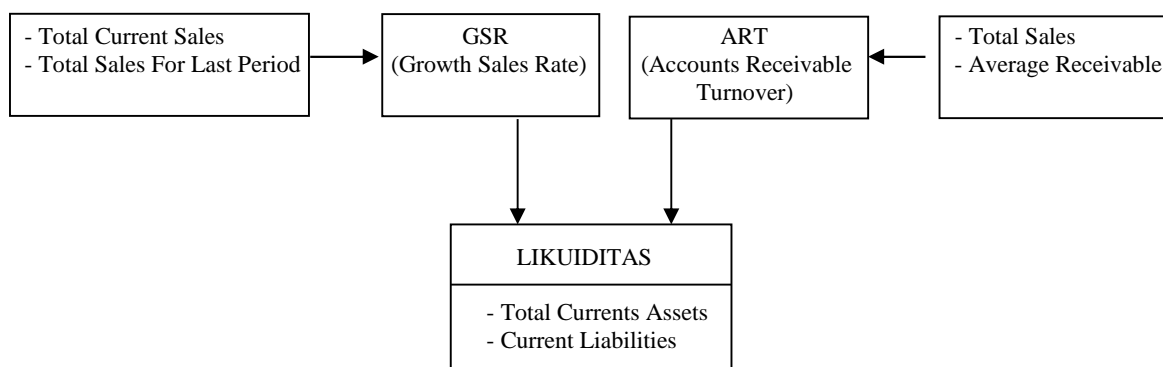 - Total Current Sales
- Total Sales For Last Period
GSR
(Growth Sales Rate)
ART
(Accounts Receivable
Turnover)
- Total Sales
- Average Receivable
LIKUIDITAS
- Total Currents Assets
- Current Liabilities